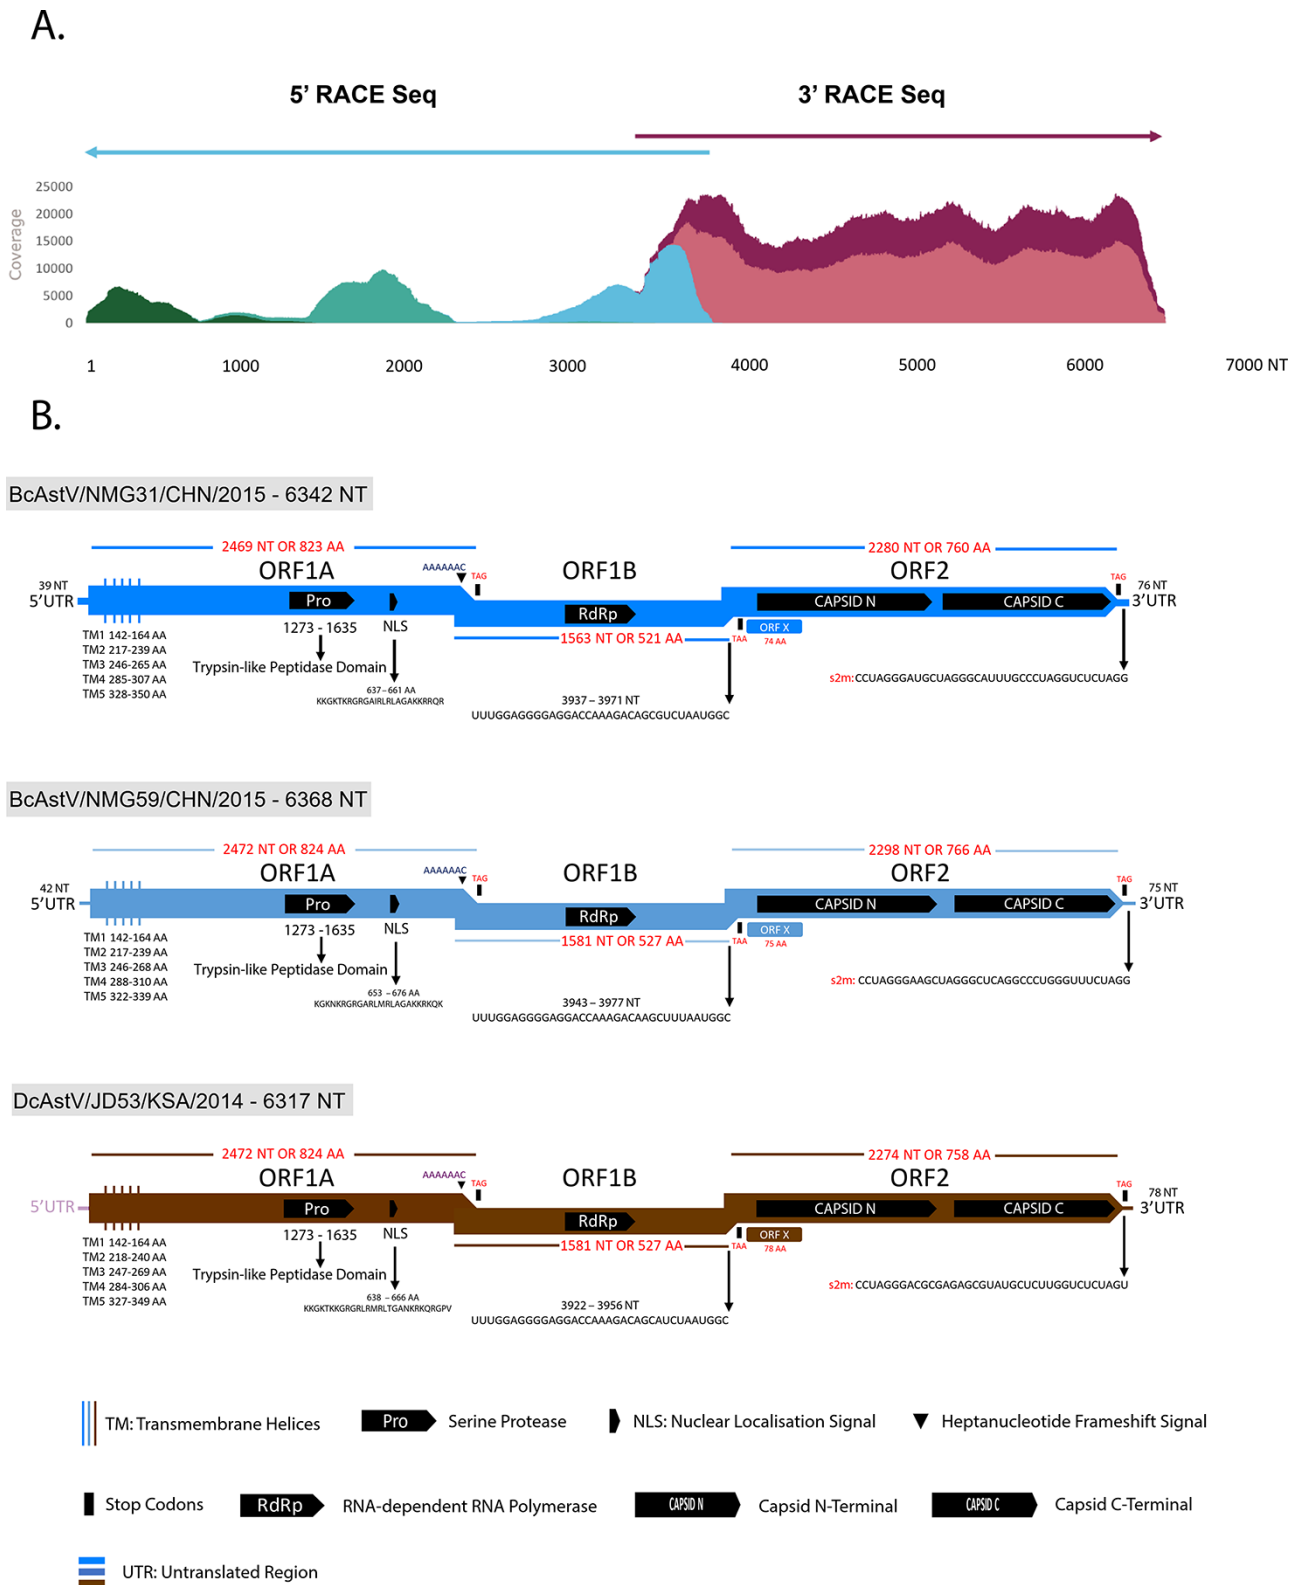 A.
5' RACE Seq
3' RACE Seq
Coverage
25000
20000
15000
10000
5000
0
1 1000 2000 3000 4000 5000 6000 7000 NT
B.
BcAstV/NMG31/CHN/2015 - 6342 NT
2469 NT OR 823 AA
2280 NT OR 760 AA
ORF1A
AAAAAAC
TAG
ORF1B
ORF2
TAG
39 NT
5'UTR
76 NT
3'UTR
Pro
RdRp
CAPSID N
CAPSID C
1273 - 1635
NLS
1563 NT OR 521 AA
TAA
ORF X
74 AA
TM1 142-164 AA
TM2 217-239 AA
TM3 246-265 AA
TM4 285-307 AA
TM5 328-350 AA
Trypsin-like Peptidase Domain
637 – 661 AA
KKGKTKRGRGAIRLRLAGAKKRRQR
3937 – 3971 NT
UUUGGAGGGGAGGACCAAAGACAGCGUCUAAUGGC
s2m: CCUAGGGAUGCUAGGGCAUUUGCCCUAGGUCUCUAGG
BcAstV/NMG59/CHN/2015 - 6368 NT
2472 NT OR 824 AA
2298 NT OR 766 AA
ORF1A
AAAAAAC
TAG
ORF1B
ORF2
TAG
42 NT
5'UTR
75 NT
3'UTR
Pro
RdRp
CAPSID N
CAPSID C
1273 - 1635
NLS
1581 NT OR 527 AA
TAA
ORF X
75 AA
TM1 142-164 AA
TM2 217-239 AA
TM3 246-268 AA
TM4 288-310 AA
TM5 322-339 AA
Trypsin-like Peptidase Domain
653 – 676 AA
KGKNKRGRGARLMRLAGAKKRKQK
3943 – 3977 NT
UUUGGAGGGGAGGACCAAAGACAAGCUUUAAUGGC
s2m: CCUAGGGAAGCUAGGGCUCAGGCCCUGGGUUUCUAGG
DcAstV/JD53/KSA/2014 - 6317 NT
2472 NT OR 824 AA
2274 NT OR 758 AA
ORF1A
AAAAAAC
TAG
ORF1B
ORF2
TAG
5'UTR
78 NT
3'UTR
Pro
RdRp
CAPSID N
CAPSID C
1273 - 1635
NLS
1581 NT OR 527 AA
TAA
ORF X
78 AA
TM1 142-164 AA
TM2 218-240 AA
TM3 247-269 AA
TM4 284-306 AA
TM5 327-349 AA
Trypsin-like Peptidase Domain
638 – 666 AA
KKGKTKKGRGRLRMRLTGANKRKQRGPV
3922 – 3956 NT
UUUGGAGGGGAGGACCAAAGACAGCAUCUAAUGGC
s2m: CCUAGGGACGCGAGAGCGUAUGCUCUUGGUCUCUAGU
TM: Transmembrane Helices
Pro Serine Protease
NLS: Nuclear Localisation Signal
Heptanucleotide Frameshift Signal
Stop Codons
RdRp RNA-dependent RNA Polymerase
CAPSID N Capsid N-Terminal
CAPSID C Capsid C-Terminal
UTR: Untranslated Region